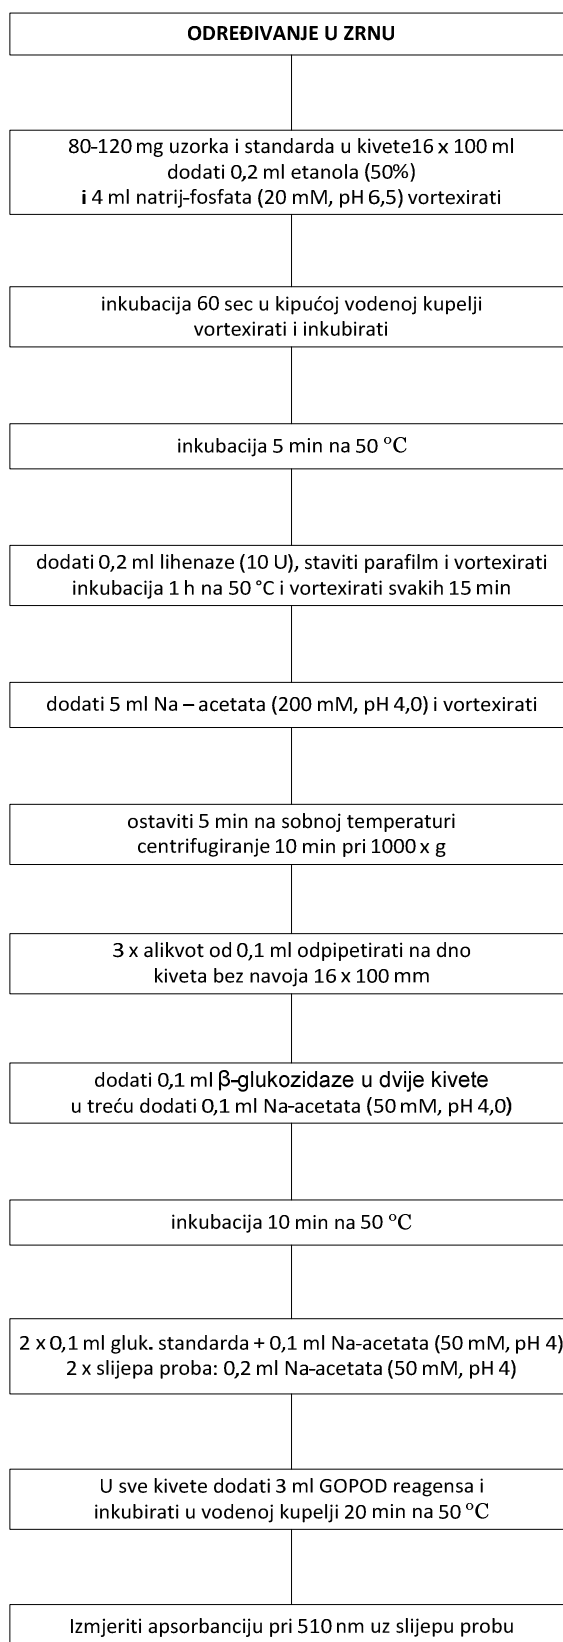 ODREĐIVANJE U ZRNU
80-120 mg uzorka i standarda u kivete16 x 100 ml
dodati 0,2 ml etanola (50%)
i 4 ml natrij-fosfata (20 mM, pH 6,5) vortexirati
inkubacija 60 sec u kipućoj vodenoj kupelji
vortexirati i inkubirati
inkubacija 5 min na 50 °C
dodati 0,2 ml lihenaze (10 U), staviti parafilm i vortexirati
inkubacija 1 h na 50 °C i vortexirati svakih 15 min
dodati 5 ml Na – acetata (200 mM, pH 4,0) i vortexirati
ostaviti 5 min na sobnoj temperaturi
centrifugiranje 10 min pri 1000 x g
3 x alikvot od 0,1 ml odpipetirati na dno
kiveta bez navoja 16 x 100 mm
dodati 0,1 ml β-glukozidaze u dvije kivete
u treću dodati 0,1 ml Na-acetata (50 mM, pH 4,0)
inkubacija 10 min na 50 °C
2 x 0,1 ml gluk. standarda + 0,1 ml Na-acetata (50 mM, pH 4)
2 x slijepa proba: 0,2 ml Na-acetata (50 mM, pH 4)
U sve kivete dodati 3 ml GOPOD reagensa i
inkubirati u vodenoj kupelji 20 min na 50 °C
Izmjeriti apsorbanciju pri 510 nm uz slijepu probu